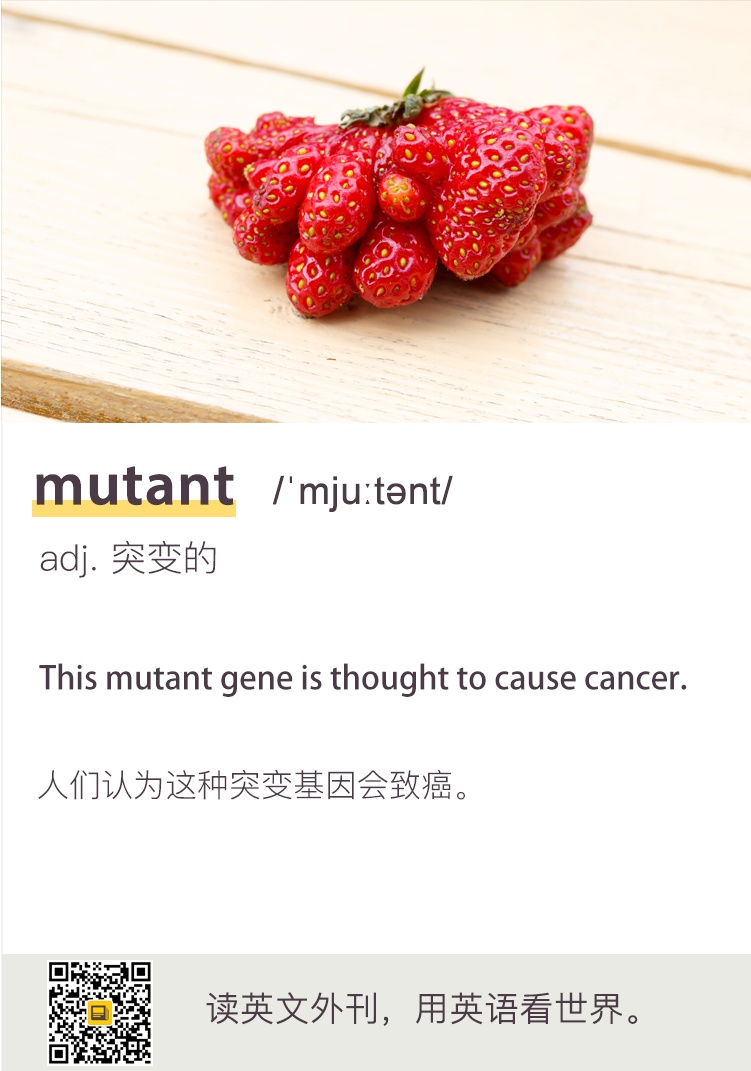 mutant /ˈmjuːtənt/
adj. 突变的
This mutant gene is thought to cause cancer.
人们认为这种突变基因会致癌。
读英文外刊，用英语看世界。